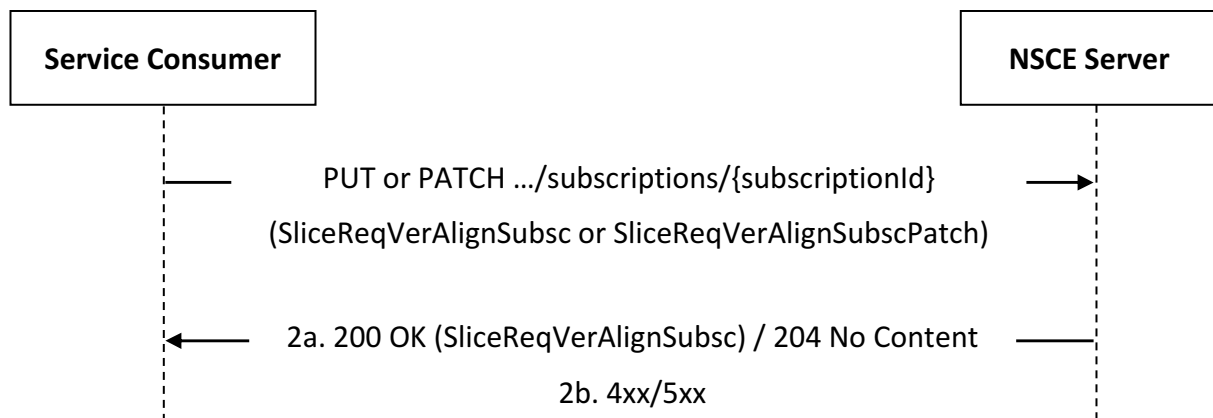 Service Consumer
NSCE Server
PUT or PATCH .../subscriptions/{subscriptionId}
(SliceReqVerAlignSubsc or SliceReqVerAlignSubscPatch)
2a. 200 OK (SliceReqVerAlignSubsc) / 204 No Content
2b. 4xx/5xx